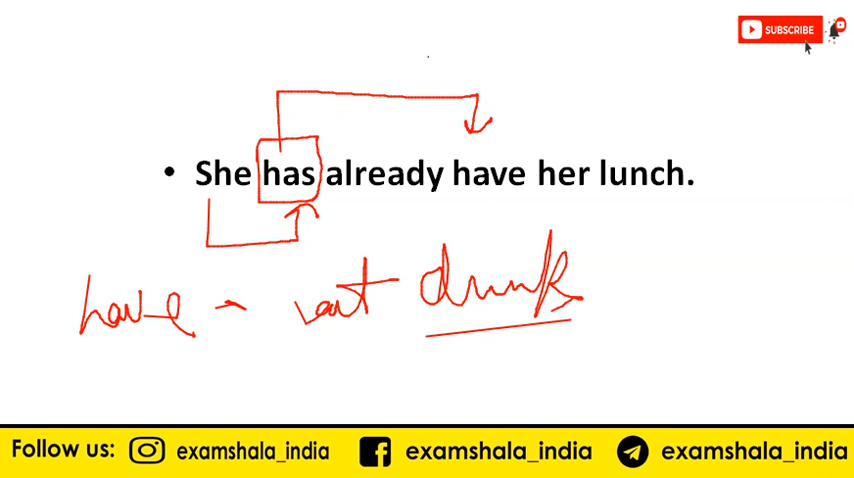 SUBSCRIBE
• She has already have her lunch.
have - eat drink
Follow us: examshala_india examshala_india examshala_india